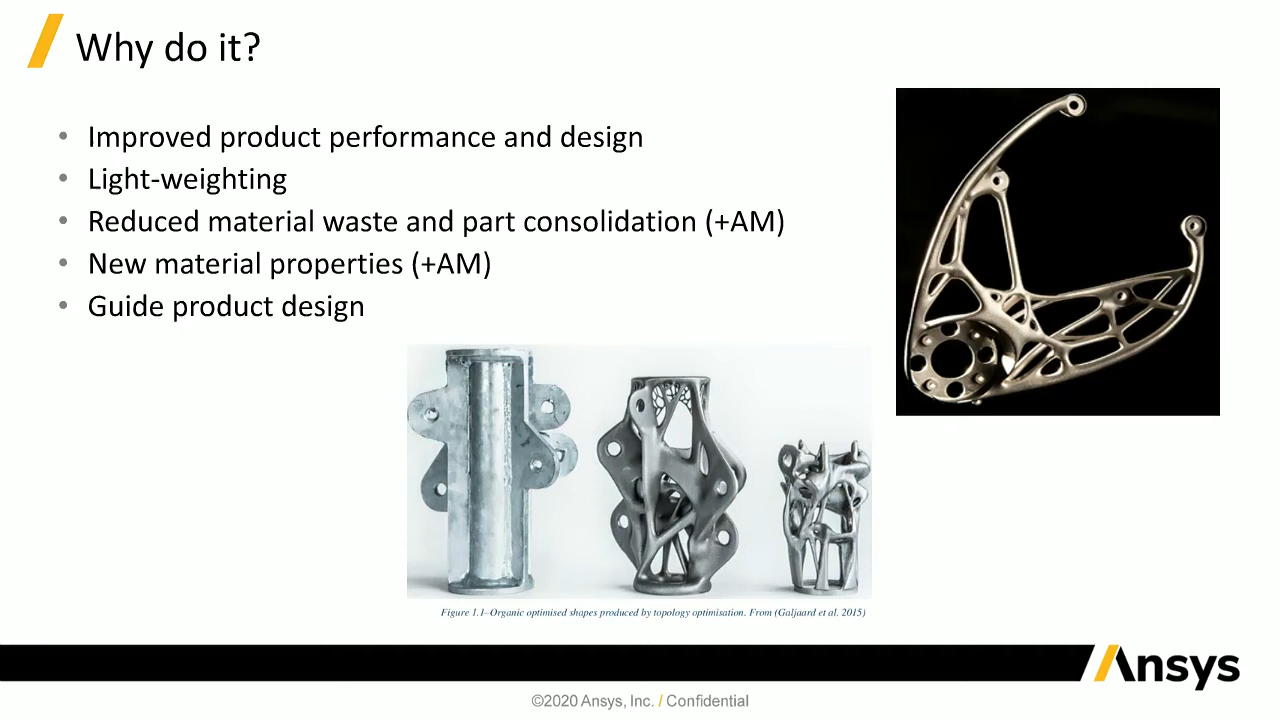 Why do it?
• Improved product performance and design
• Light-weighting
• Reduced material waste and part consolidation (+AM)
• New material properties (+AM)
• Guide product design
Figure 1.1–Organic optimised shapes produced by topology optimisation. From (Galjaard et al. 2015)
Ansys
©2020 Ansys, Inc. / Confidential